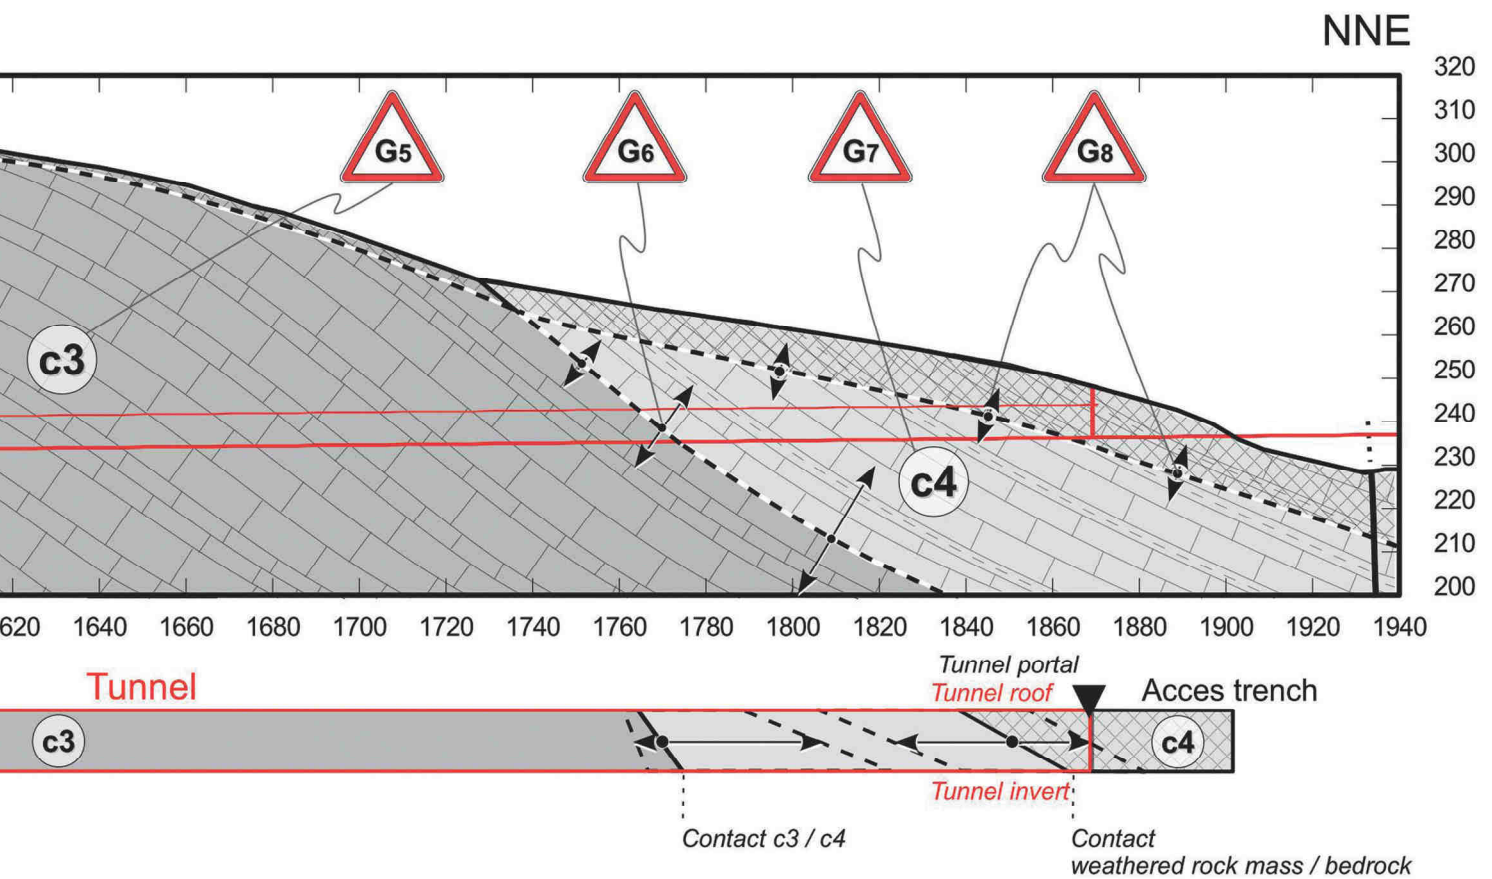 NNE
320
310
300
290
280
270
260
250
240
230
220
210
200
G5
G6
G7
G8
c3
c4
620 1640 1660 1680 1700 1720 1740 1760 1780 1800 1820 1840 1860 1880 1900 1920 1940
Tunnel portal
Tunnel
Tunnel roof
Acces trench
c3
c4
Tunnel invert
Contact c3 / c4
Contact
weathered rock mass / bedrock